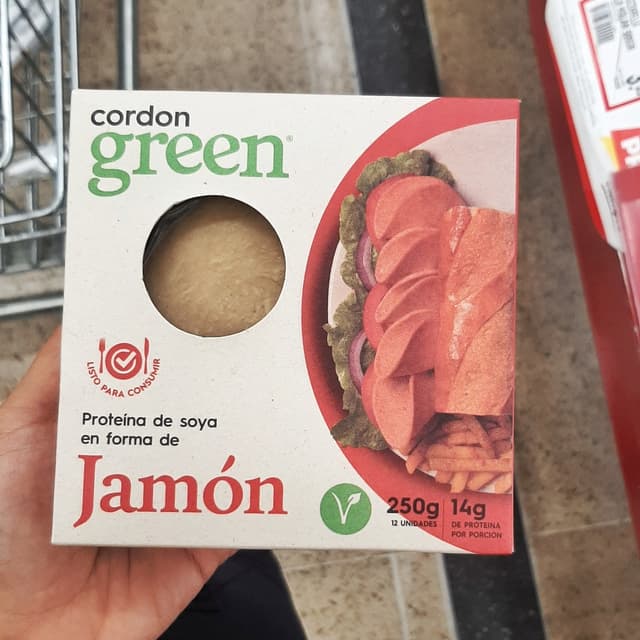 cordon
green®
LISTO PARA CONSUMIR
Proteína de soya
en forma de
Jamón
V
250g
12 UNIDADES
14g
DE PROTEINA
POR PORCIÓN